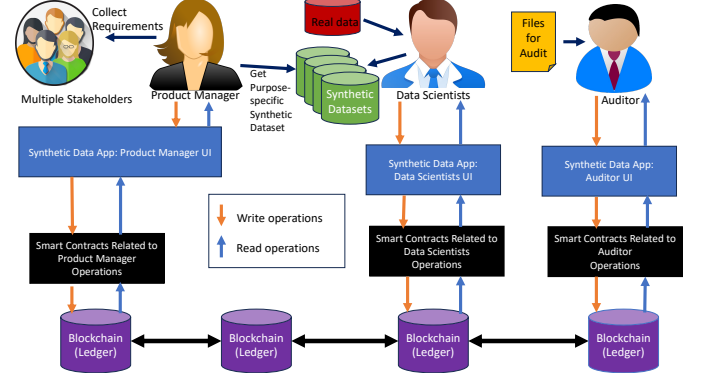 Collect
Requirements
Real data
Files
for
Audit
Multiple Stakeholders
Product Manager
Get
Purpose-
specific
Synthetic
Dataset
Synthetic
Datasets
Data Scientists
Auditor
Synthetic Data App: Product Manager UI
Synthetic Data App:
Data Scientists UI
Synthetic Data App:
Auditor UI
Write operations
Read operations
Smart Contracts Related to
Product Manager
Operations
Smart Contracts Related to
Data Scientists
Operations
Smart Contracts Related to
Auditor
Operations
Blockchain
(Ledger)
Blockchain
(Ledger)
Blockchain
(Ledger)
Blockchain
(Ledger)